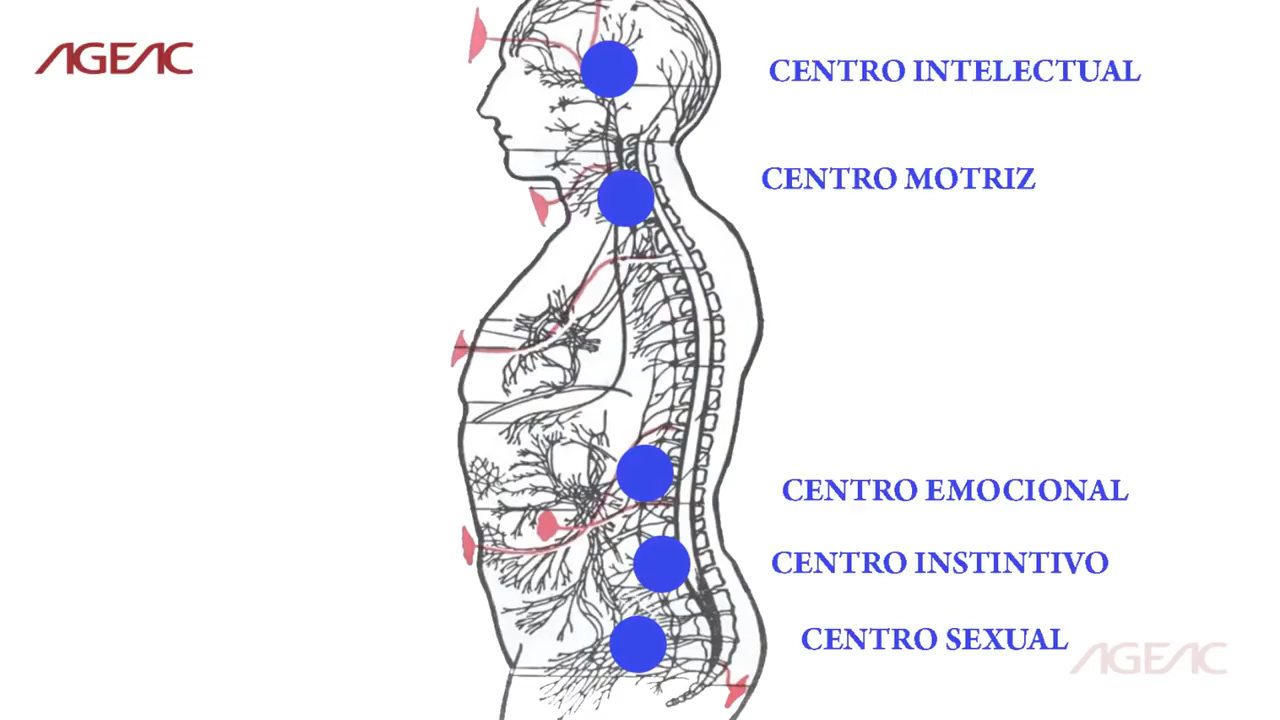 AGEAC
CENTRO INTELECTUAL
CENTRO MOTRIZ
CENTRO EMOCIONAL
CENTRO INSTINTIVO
CENTRO SEXUAL
AGEAC